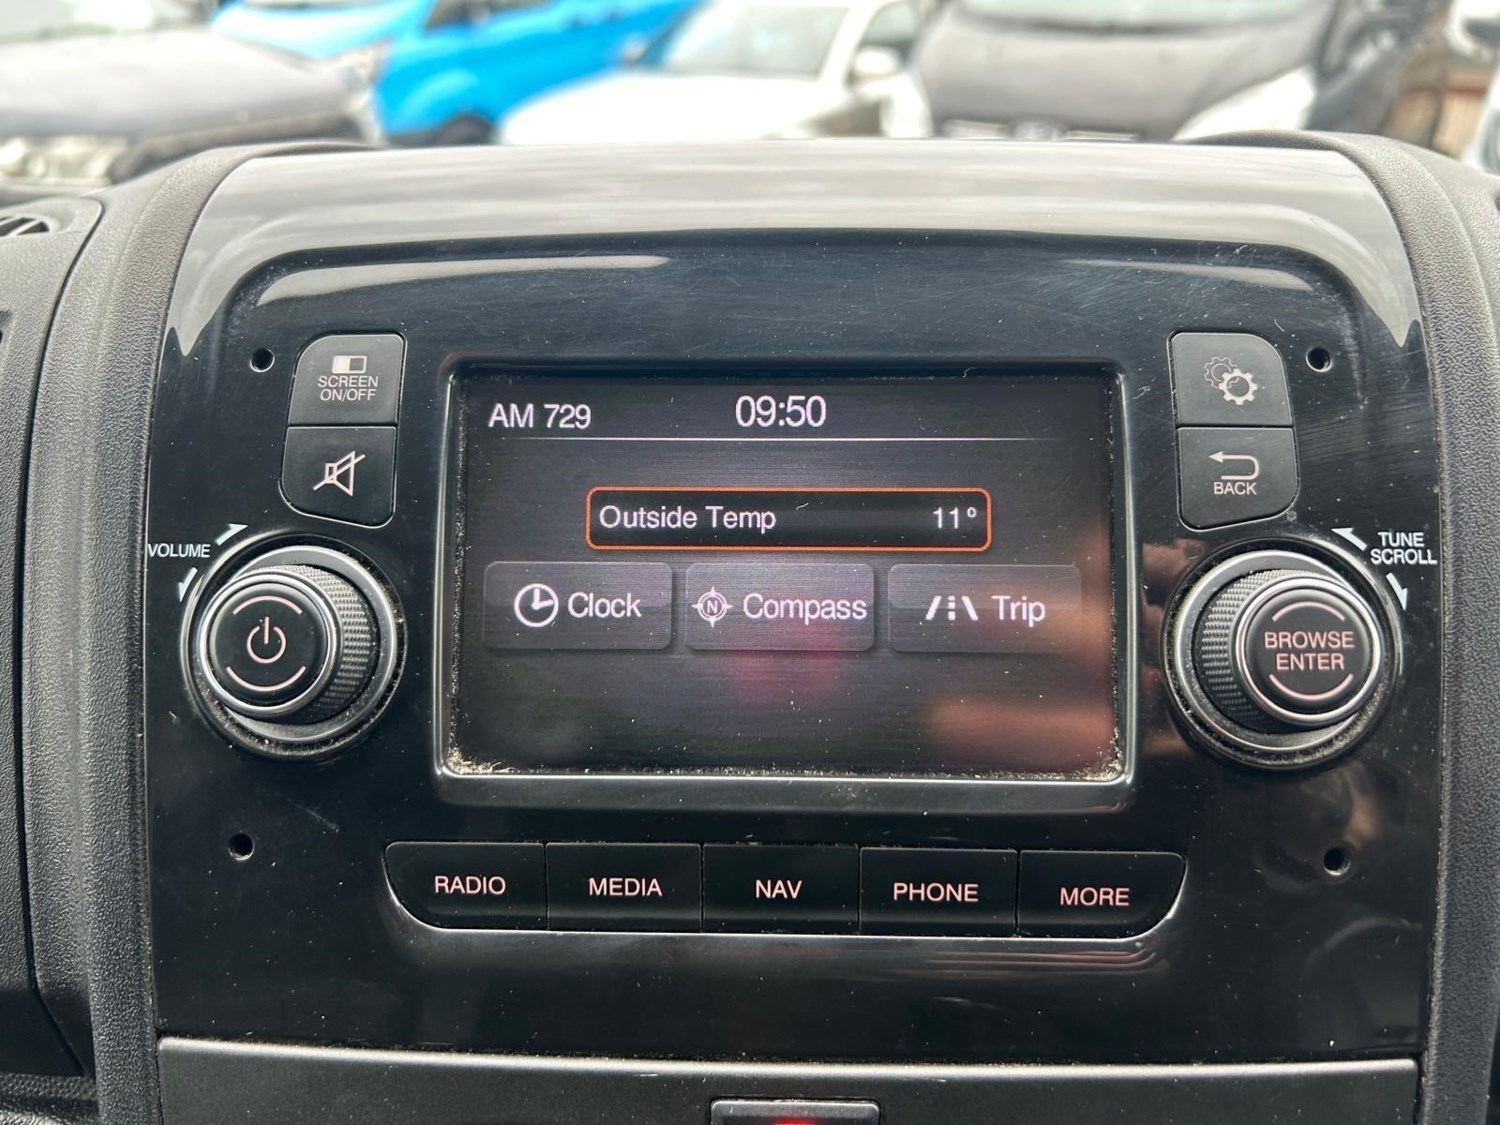 SCREEN
ON/OFF
AM 729
09:50
BACK
Outside Temp 11°
VOLUME
TUNE
SCROLL
Clock
N
Compass
Trip
BROWSE
ENTER
RADIO
MEDIA
NAV
PHONE
MORE